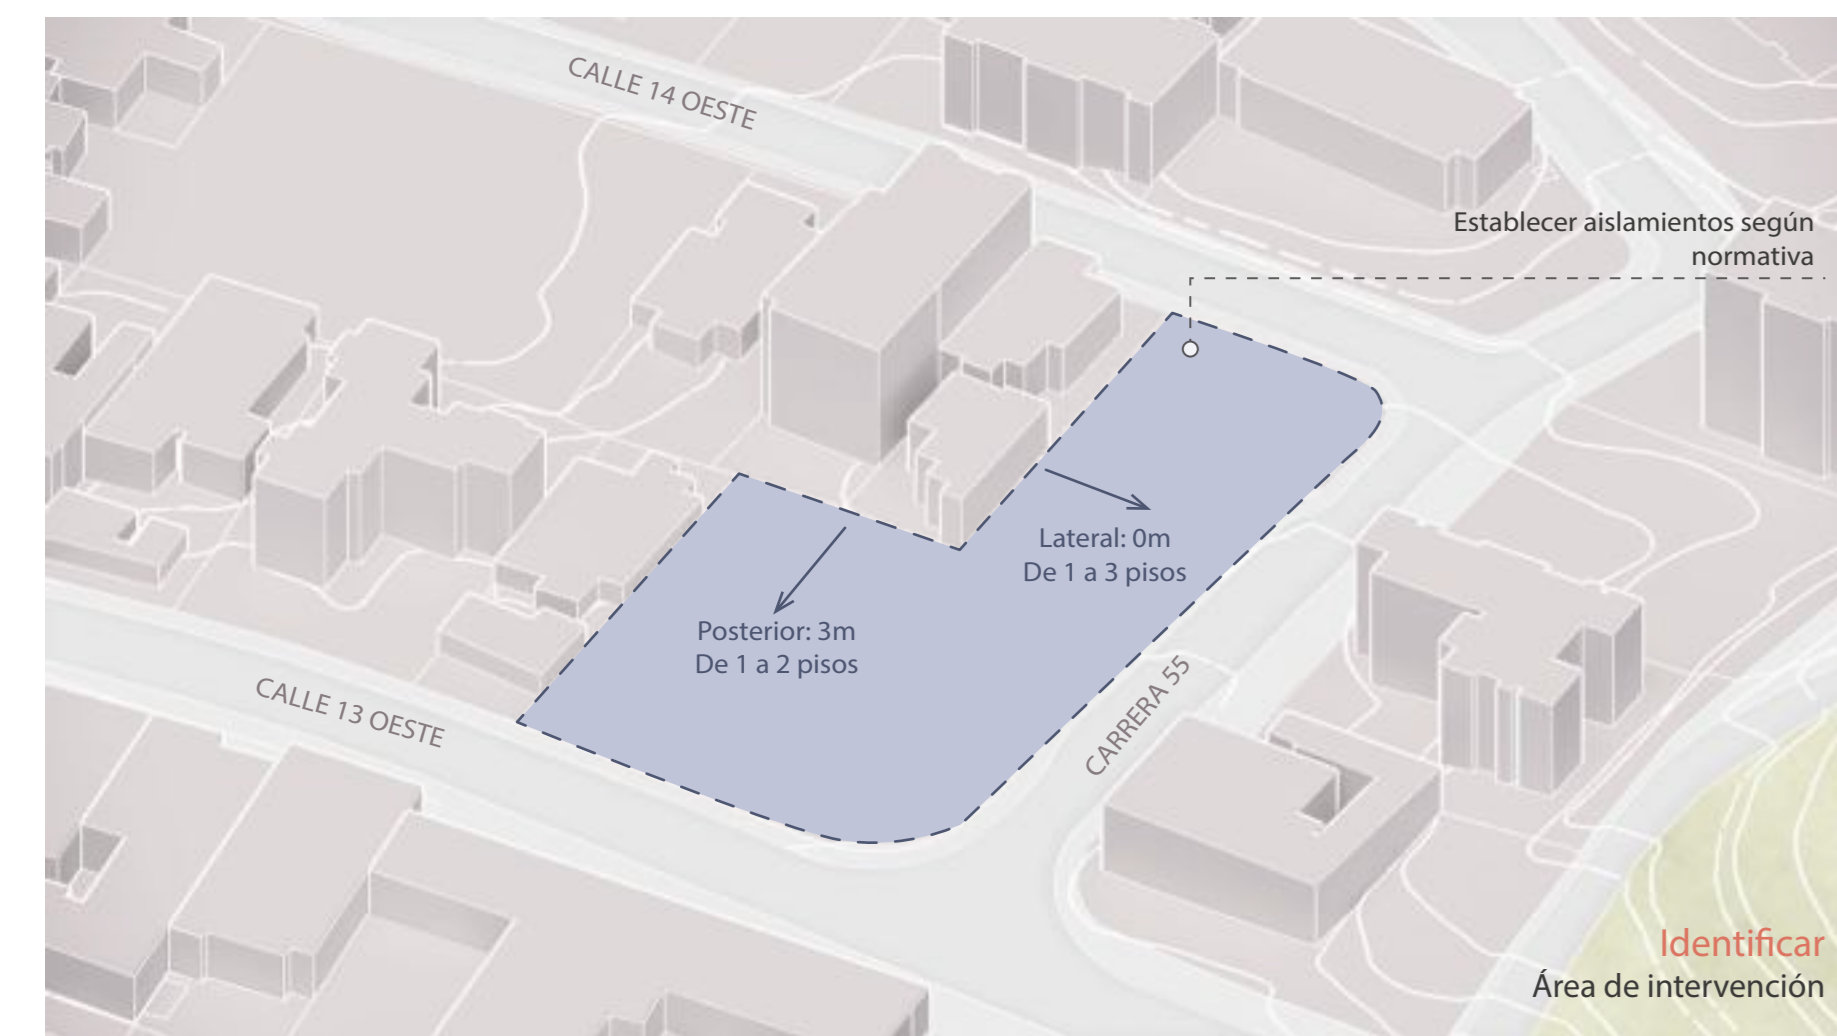 CALLE 14 OESTE
Establecer aislamientos según
normativa
Lateral: 0m
De 1 a 3 pisos
Posterior: 3m
De 1 a 2 pisos
CALLE 13 OESTE
CARRERA 55
Identificar
Área de intervención